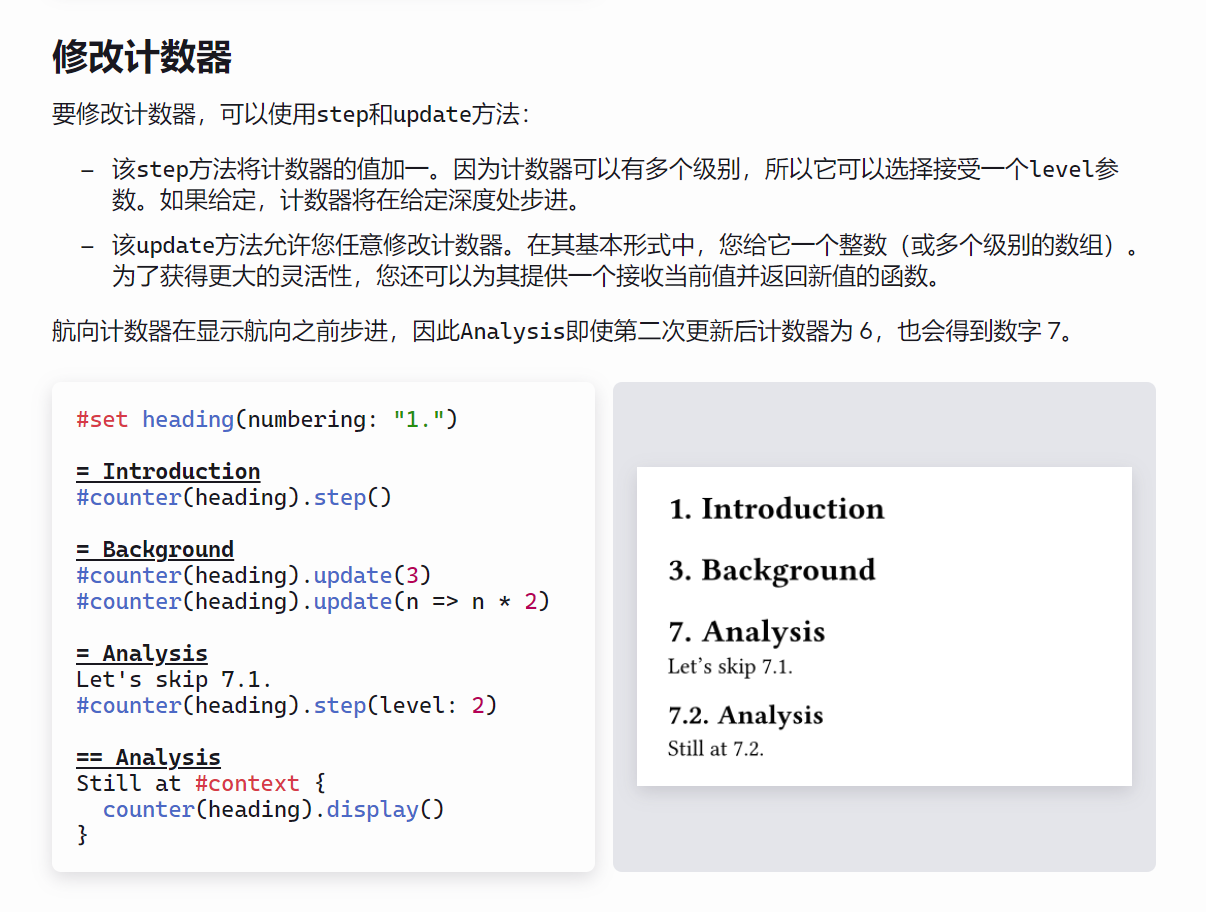 修改计数器
要修改计数器，可以使用step和update方法：
– 该step方法将计数器的值加一。因为计数器可以有多个级别，所以它可以选择接受一个level参
数。如果给定，计数器将在给定深度处步进。
– 该update方法允许您任意修改计数器。在其基本形式中，您给它一个整数（或多个级别的数组）。
为了获得更大的灵活性，您还可以为其提供一个接收当前值并返回新值的函数。
航向计数器在显示航向之前步进，因此Analysis即使第二次更新后计数器为 6，也会得到数字 7。
#set heading(numbering: "1.")
= Introduction
#counter(heading).step()
= Background
#counter(heading).update(3)
#counter(heading).update(n => n * 2)
= Analysis
Let's skip 7.1.
#counter(heading).step(level: 2)
== Analysis
Still at #context {
  counter(heading).display()
}
1. Introduction
3. Background
7. Analysis
Let’s skip 7.1.
7.2. Analysis
Still at 7.2.